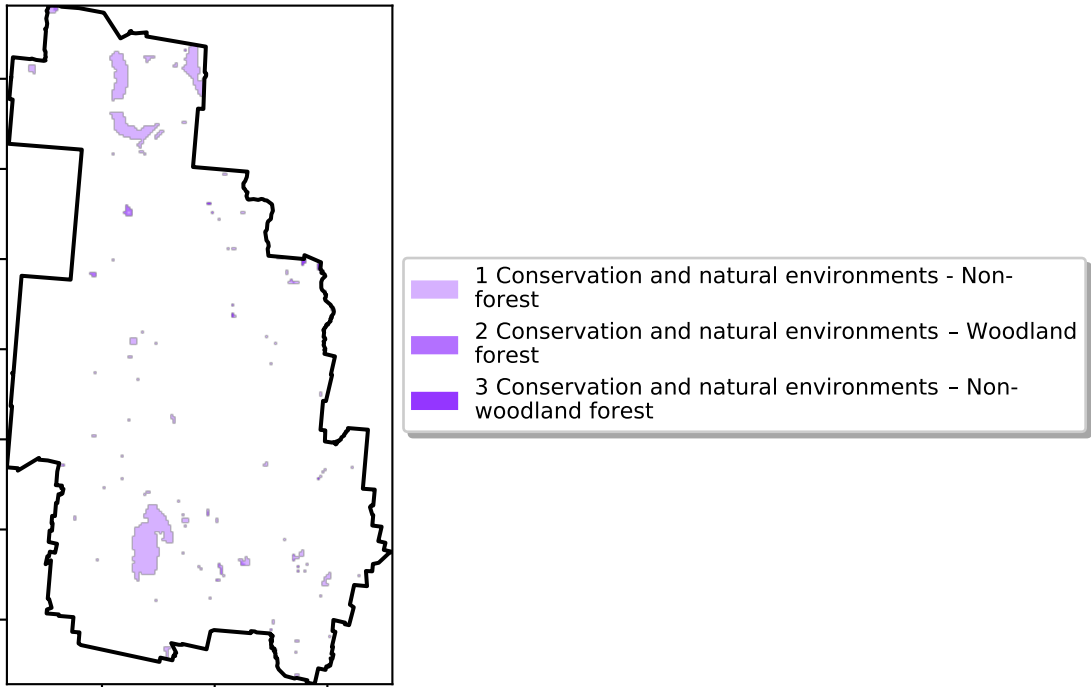 1 Conservation and natural environments - Non-
forest
2 Conservation and natural environments – Woodland
forest
3 Conservation and natural environments – Non-
woodland forest